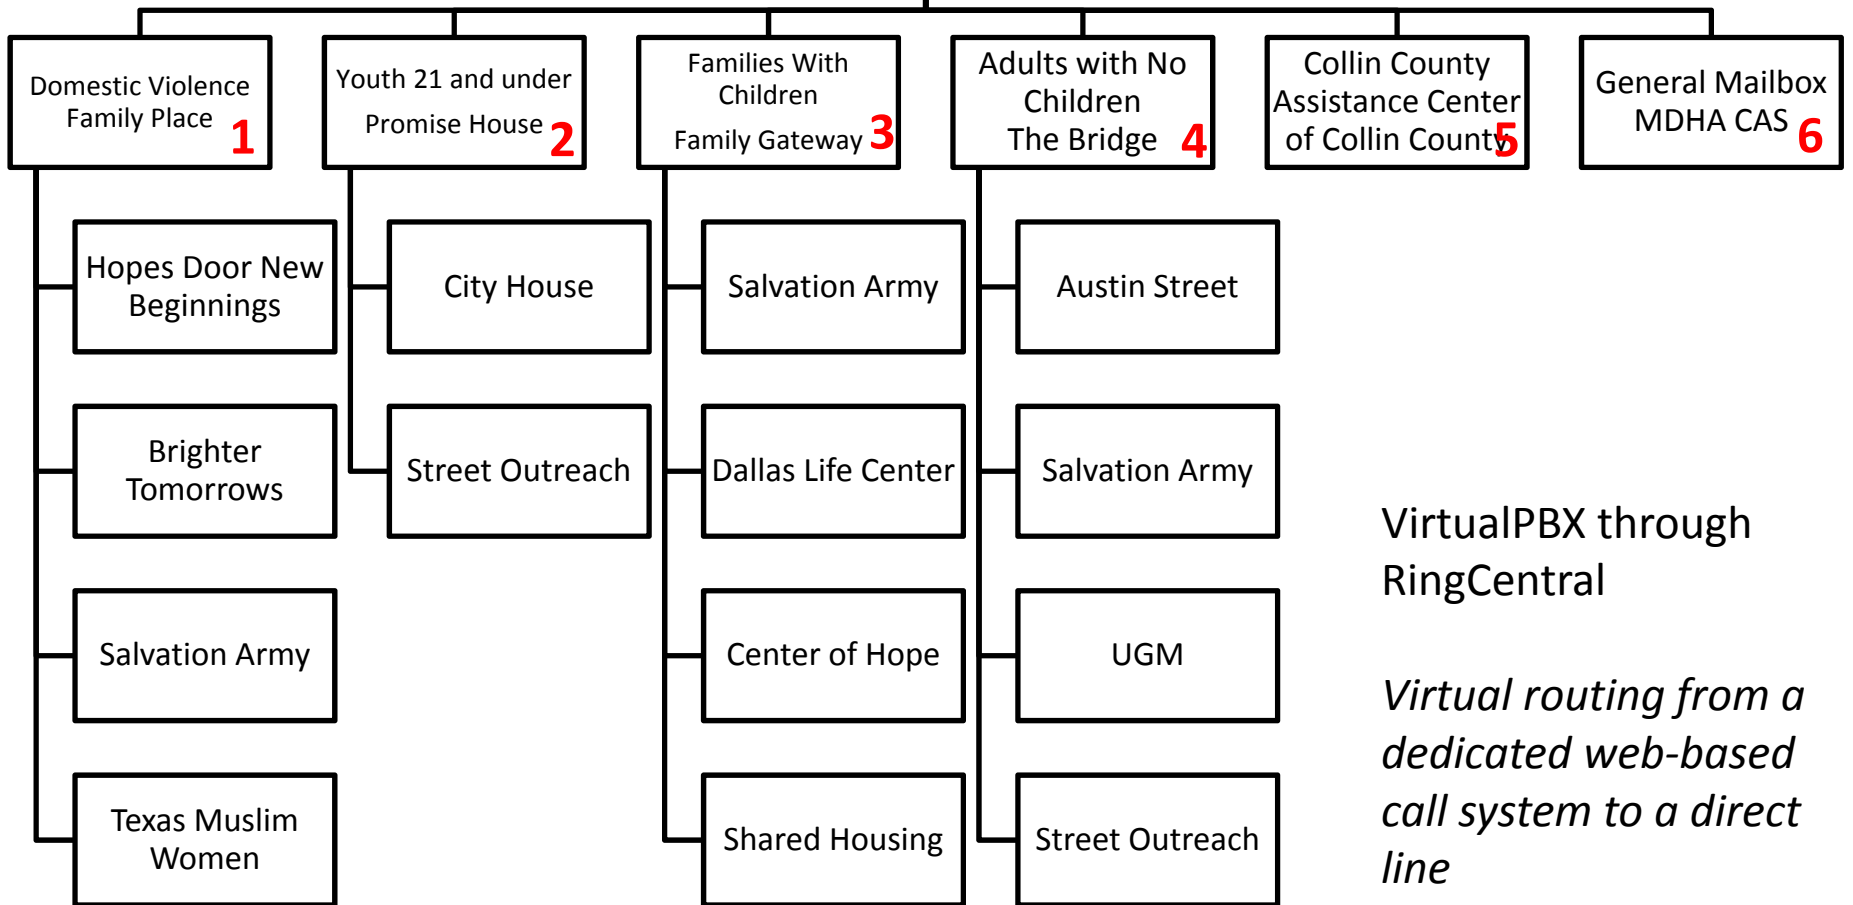 Domestic Violence
Family Place
1
Youth 21 and under
Promise House
2
Families With
Children
Family Gateway
3
Adults with No
Children
The Bridge
4
Collin County
Assistance Center
of Collin County
5
General Mailbox
MDHA CAS
6
Hopes Door New
Beginnings
Brighter
Tomorrows
Salvation Army
Texas Muslim
Women
City House
Street Outreach
Salvation Army
Dallas Life Center
Center of Hope
Shared Housing
Austin Street
Salvation Army
UGM
Street Outreach
VirtualPBX through
RingCentral
Virtual routing from a
dedicated web-based
call system to a direct
line